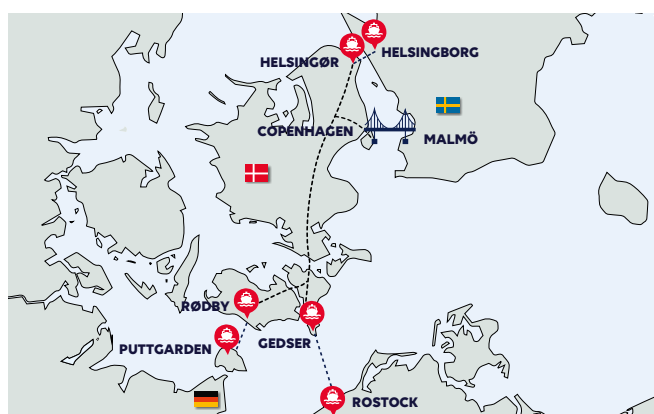 HELSINGBORG
HELSINGØR
COPENHAGEN
MALMÖ
RØDBY
GEDSER
PUTTGARDEN
ROSTOCK